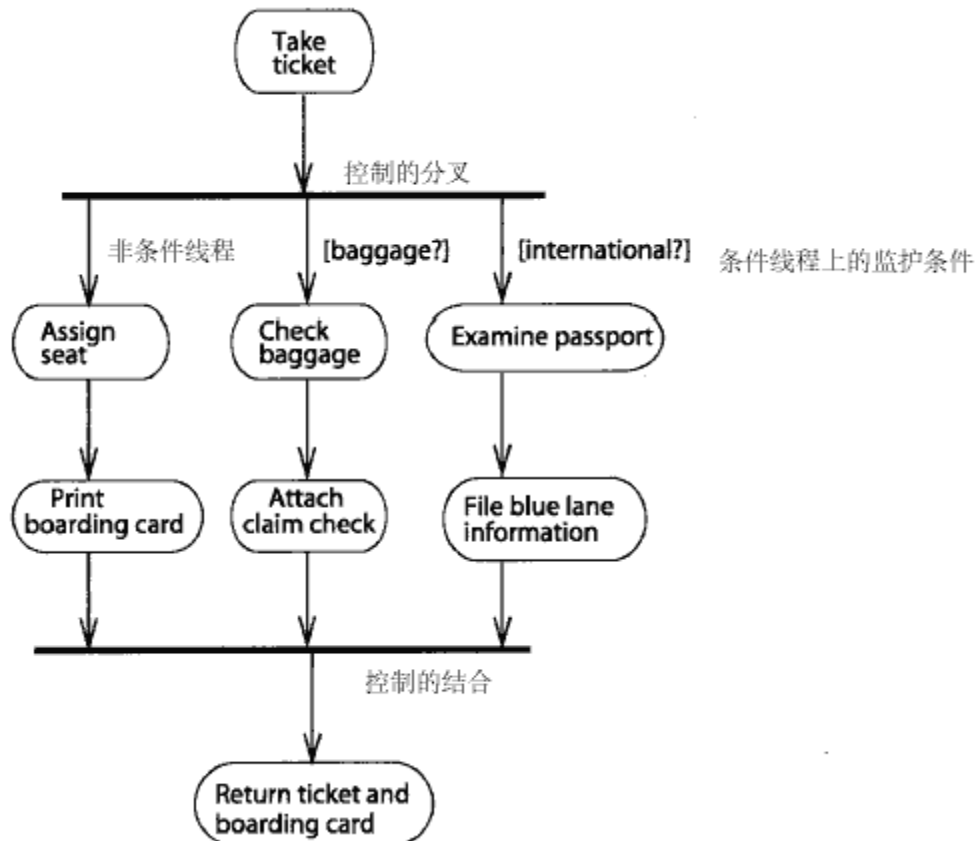 Take
ticket
控制的分叉
非条件线程
[baggage?]
[international?]
条件线程上的监护条件
Assign
seat
Check
baggage
Examine passport
Print
boarding card
Attach
claim check
File blue lane
information
控制的结合
Return ticket and
boarding card